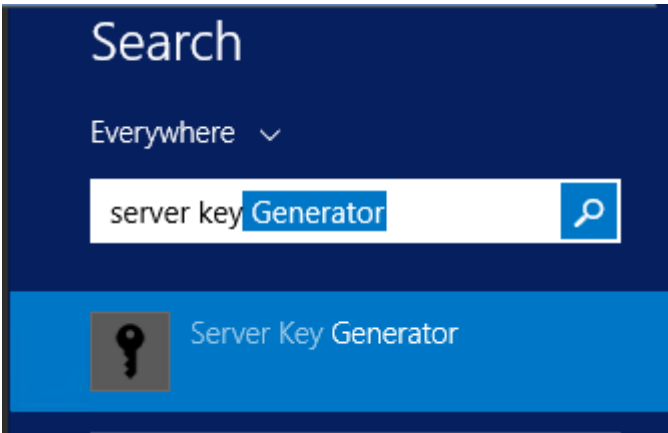 Search
Everywhere
server key Generator
Server Key Generator